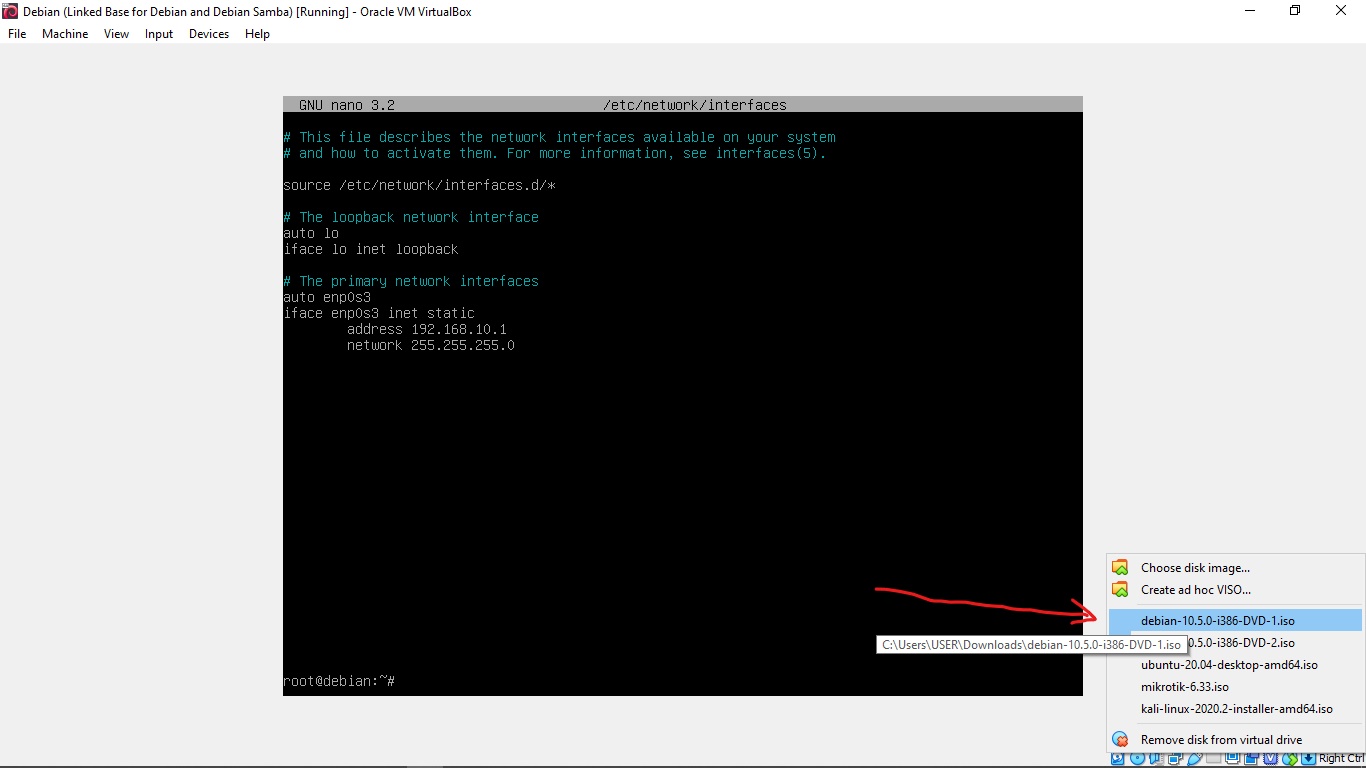 Debian (Linked Base for Debian and Debian Samba) [Running] - Oracle VM VirtualBox
File Machine View Input Devices Help
GNU nano 3.2 /etc/network/interfaces
# This file describes the network interfaces available on your system
# and how to activate them. For more information, see interfaces(5).
source /etc/network/interfaces.d/*
# The loopback network interface
auto lo
iface lo inet loopback
# The primary network interfaces
auto enp0s3
iface enp0s3 inet static
address 192.168.10.1
network 255.255.255.0
root@debian:~#
Choose disk image...
Create ad hoc VISO...
debian-10.5.0-i386-DVD-1.iso
C:\Users\USER\Downloads\debian-10.5.0-i386-DVD-1.iso
.5.0-i386-DVD-2.iso
ubuntu-20.04-desktop-amd64.iso
mikrotik-6.33.iso
kali-linux-2020.2-installer-amd64.iso
Remove disk from virtual drive
Right Ctrl